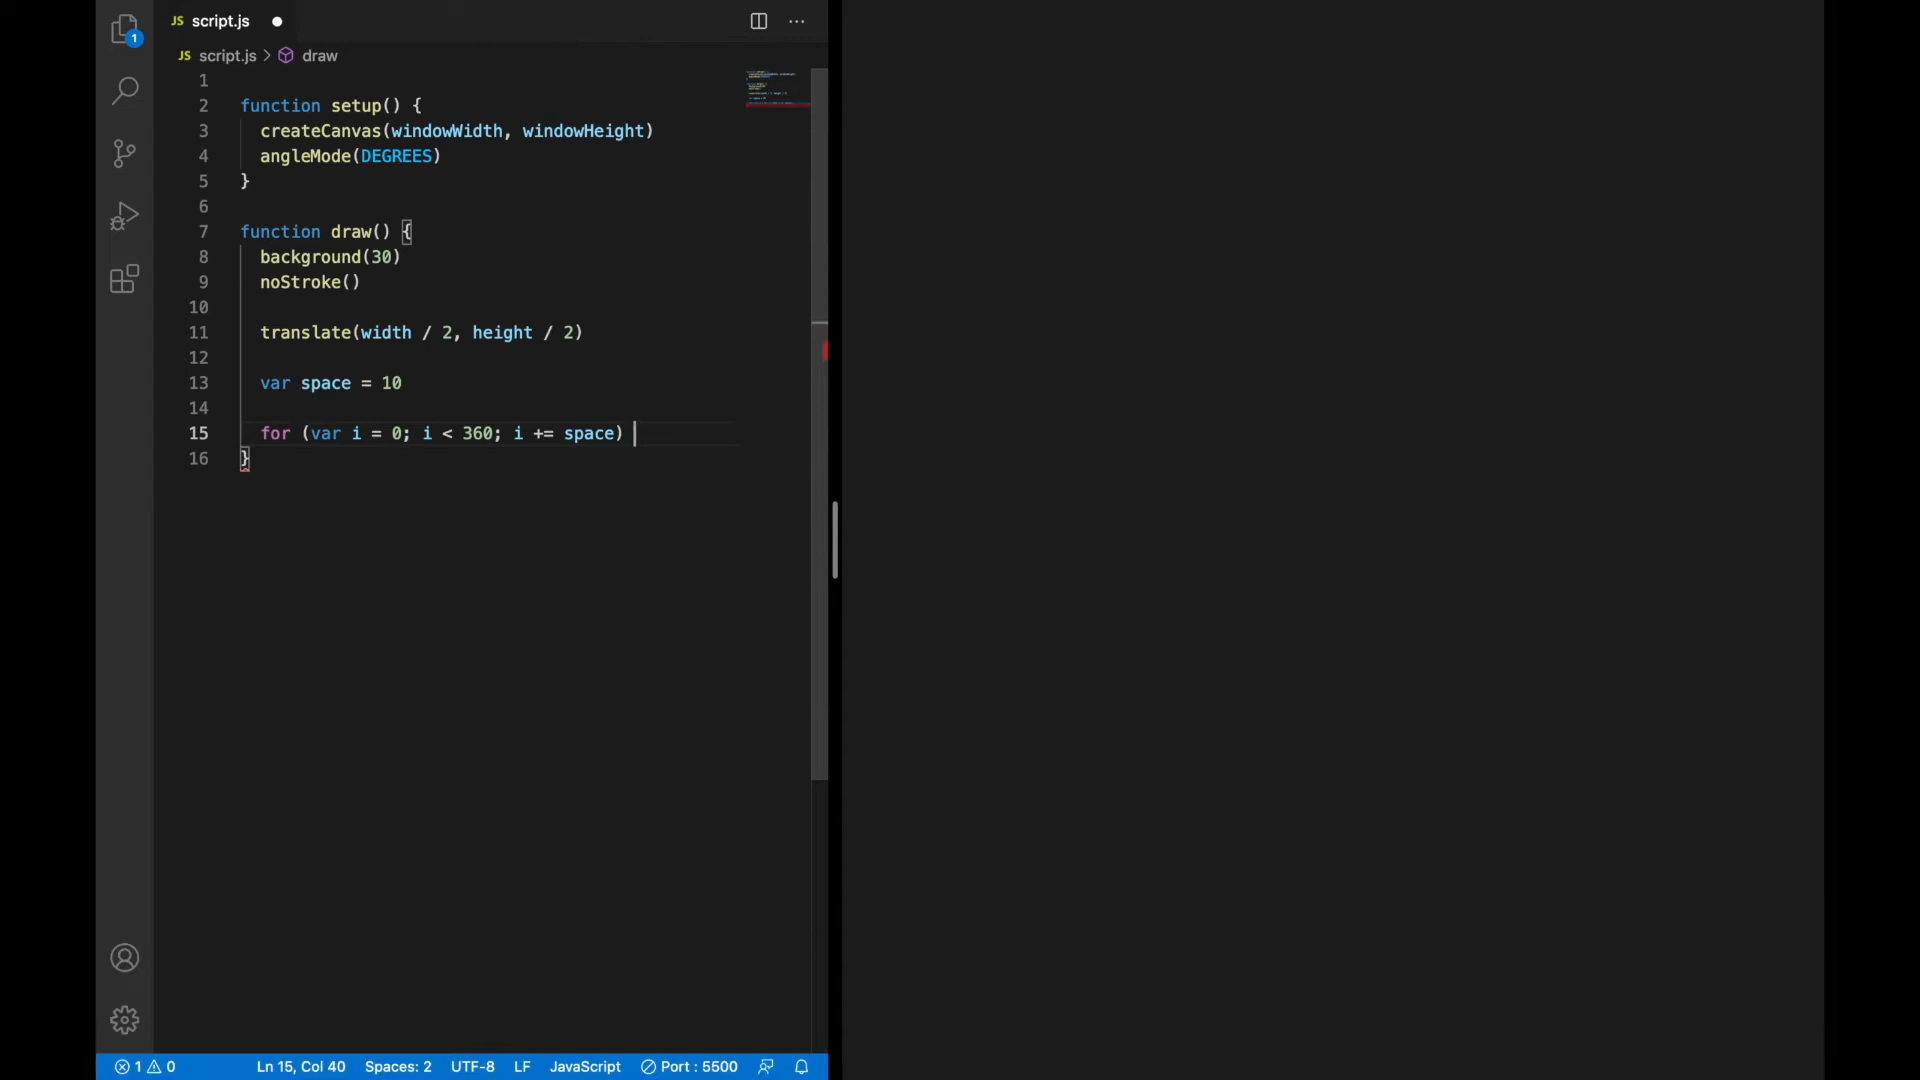 1
JS script.js
JS script.js > draw
1
2 function setup() {
3 createCanvas(windowWidth, windowHeight)
4 angleMode(DEGREES)
5 }
6
7 function draw() {
8 background(30)
9 noStroke()
10
11 translate(width / 2, height / 2)
12
13 var space = 10
14
15 for (var i = 0; i < 360; i += space)
16 }
1 0 Ln 15, Col 40 Spaces: 2 UTF-8 LF JavaScript Port : 5500